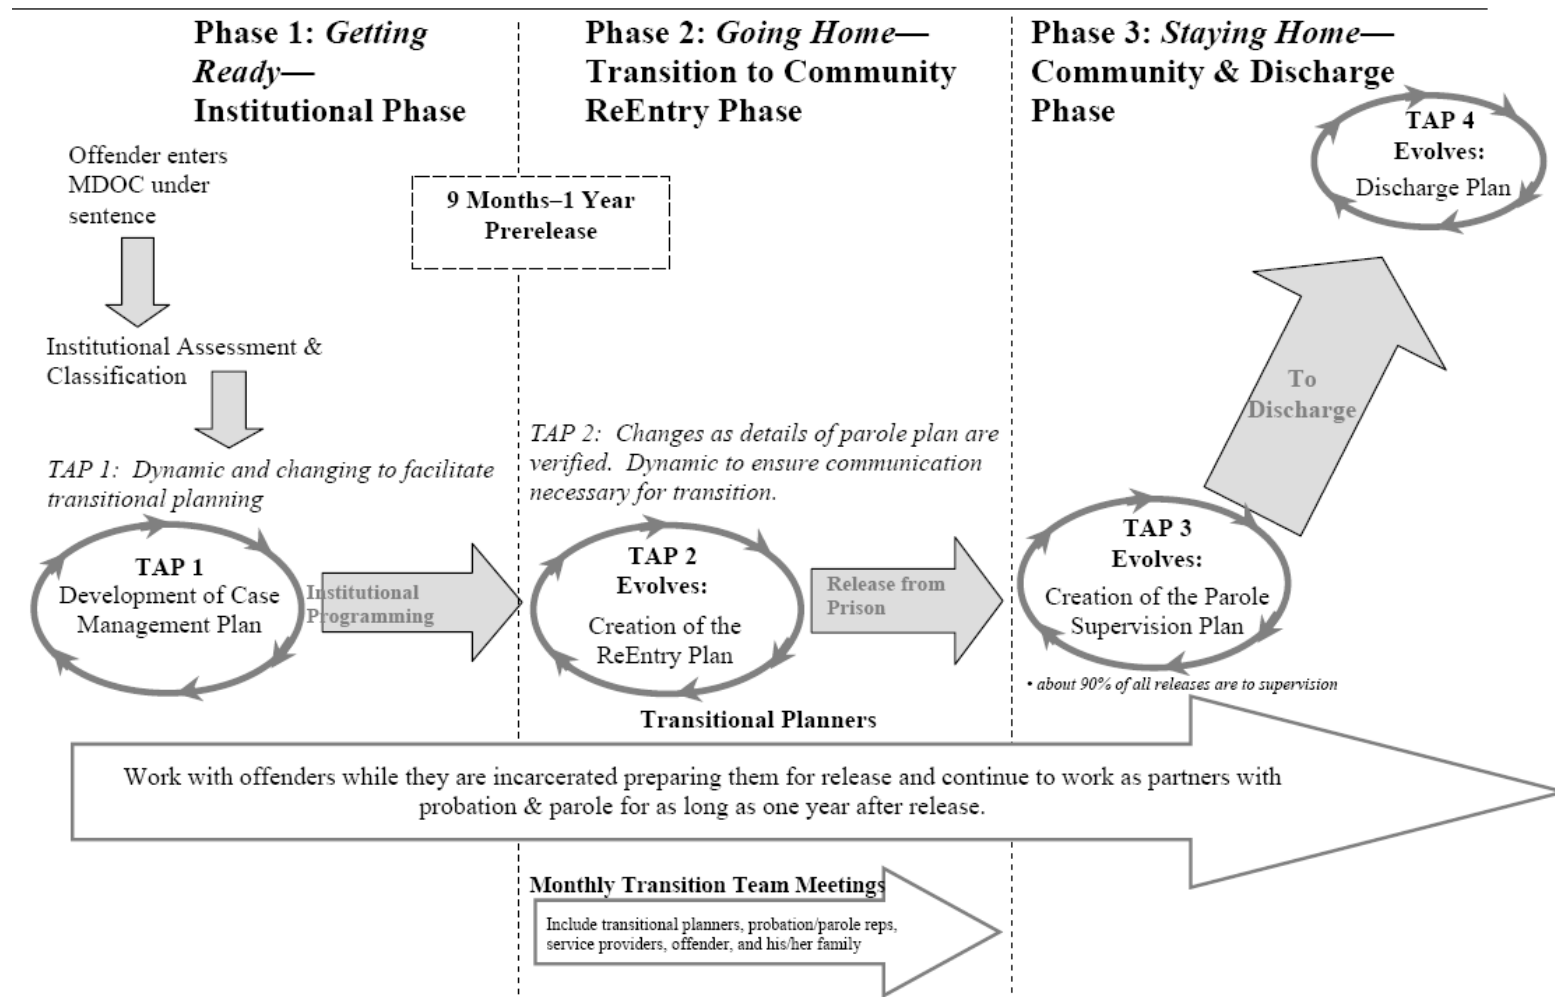 Phase 1: Getting
Ready—
Institutional Phase
Phase 2: Going Home—
Transition to Community
ReEntry Phase
Phase 3: Staying Home—
Community & Discharge
Phase
Offender enters
MDOC under
sentence
9 Months–1 Year
Prerelease
TAP 4
Evolves:
Discharge Plan
Institutional Assessment &
Classification
To
Discharge
TAP 1: Dynamic and changing to facilitate
transitional planning
TAP 2: Changes as details of parole plan are
verified. Dynamic to ensure communication
necessary for transition.
TAP 1
Development of Case
Management Plan
Institutional
Programming
TAP 2
Evolves:
Creation of the
ReEntry Plan
Release from
Prison
TAP 3
Evolves:
Creation of the Parole
Supervision Plan
• about 90% of all releases are to supervision
Transitional Planners
Work with offenders while they are incarcerated preparing them for release and continue to work as partners with
probation & parole for as long as one year after release.
Monthly Transition Team Meetings
Include transitional planners, probation/parole reps,
service providers, offender, and his/her family